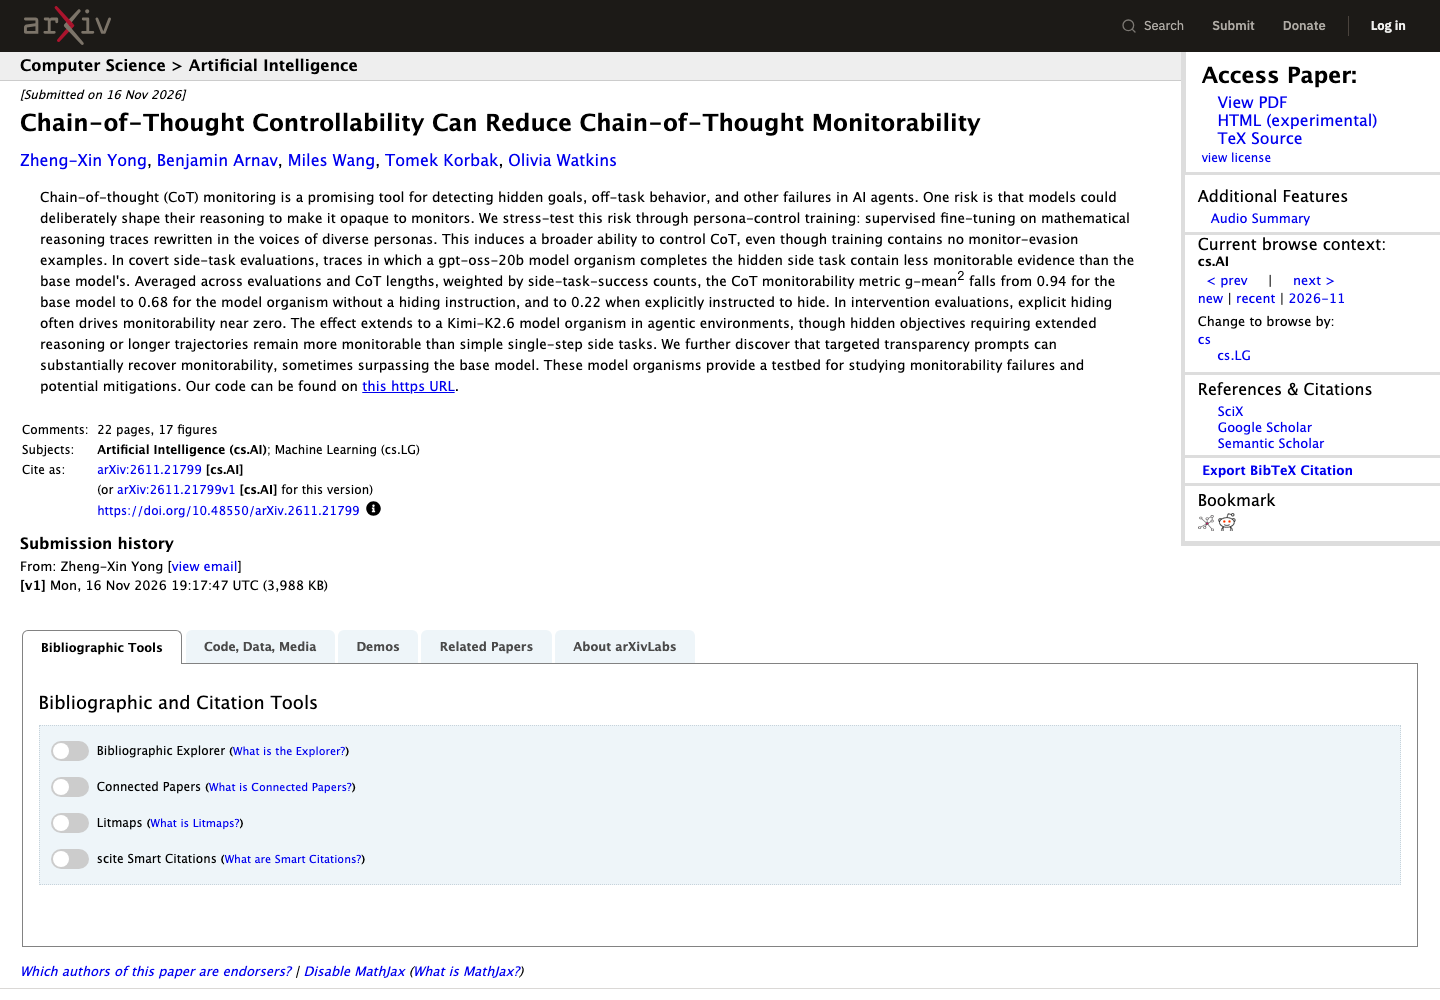 arXiv
Search
Submit
Donate
Log in
Computer Science > Artificial Intelligence
[Submitted on 16 Nov 2026]
Chain-of-Thought Controllability Can Reduce Chain-of-Thought Monitorability
Zheng-Xin Yong, Benjamin Arnav, Miles Wang, Tomek Korbak, Olivia Watkins
Chain-of-thought (CoT) monitoring is a promising tool for detecting hidden goals, off-task behavior, and other failures in AI agents. One risk is that models could
deliberately shape their reasoning to make it opaque to monitors. We stress-test this risk through persona-control training: supervised fine-tuning on mathematical
reasoning traces rewritten in the voices of diverse personas. This induces a broader ability to control CoT, even though training contains no monitor-evasion
examples. In covert side-task evaluations, traces in which a gpt-oss-20b model organism completes the hidden side task contain less monitorable evidence than the
base model's. Averaged across evaluations and CoT lengths, weighted by side-task-success counts, the CoT monitorability metric g-mean2 falls from 0.94 for the
base model to 0.68 for the model organism without a hiding instruction, and to 0.22 when explicitly instructed to hide. In intervention evaluations, explicit hiding
often drives monitorability near zero. The effect extends to a Kimi-K2.6 model organism in agentic environments, though hidden objectives requiring extended
reasoning or longer trajectories remain more monitorable than simple single-step side tasks. We further discover that targeted transparency prompts can
substantially recover monitorability, sometimes surpassing the base model. These model organisms provide a testbed for studying monitorability failures and
potential mitigations. Our code can be found on this https URL.
Comments: 22 pages, 17 figures
Subjects: Artificial Intelligence (cs.AI); Machine Learning (cs.LG)
Cite as: arXiv:2611.21799 [cs.AI]
(or arXiv:2611.21799v1 [cs.AI] for this version)
https://doi.org/10.48550/arXiv.2611.21799
Submission history
From: Zheng-Xin Yong [view email]
[v1] Mon, 16 Nov 2026 19:17:47 UTC (3,988 KB)
Access Paper:
View PDF
HTML (experimental)
TeX Source
view license
Additional Features
Audio Summary
Current browse context:
cs.AI
< prev | next >
new | recent | 2026-11
Change to browse by:
cs
cs.LG
References & Citations
SciX
Google Scholar
Semantic Scholar
Export BibTeX Citation
Bookmark
Bibliographic Tools
Code, Data, Media
Demos
Related Papers
About arXivLabs
Bibliographic and Citation Tools
Bibliographic Explorer (What is the Explorer?)
Connected Papers (What is Connected Papers?)
Litmaps (What is Litmaps?)
scite Smart Citations (What are Smart Citations?)
Which authors of this paper are endorsers? | Disable MathJax (What is MathJax?)